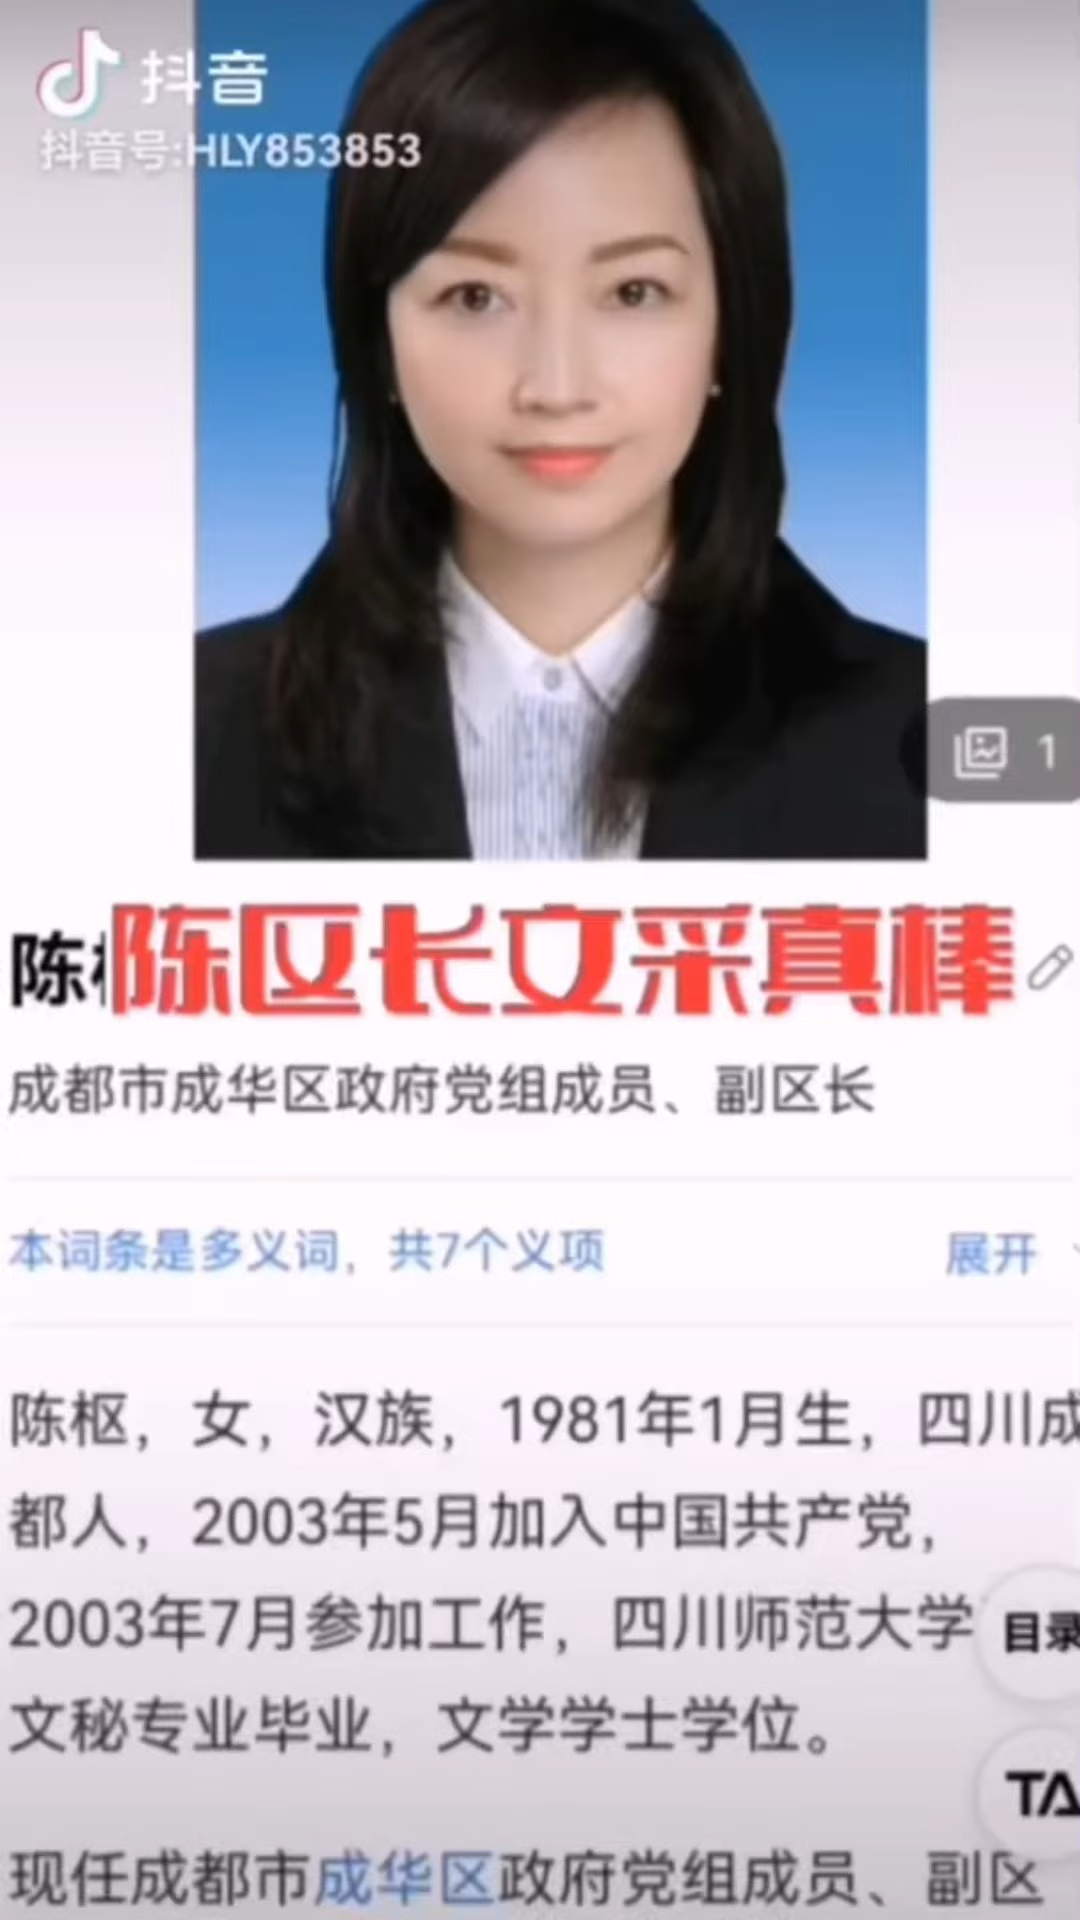 抖音
抖音号:HLY853853
1
陈
陈区长文采真棒
成都市成华区政府党组成员、副区长
本词条是多义词，共7个义项
展开
陈枢，女，汉族，1981年1月生，四川成
都人，2003年5月加入中国共产党，
2003年7月参加工作，四川师范大学
目录
文秘专业毕业，文学学士学位。
TA
现任成都市成华区政府党组成员、副区